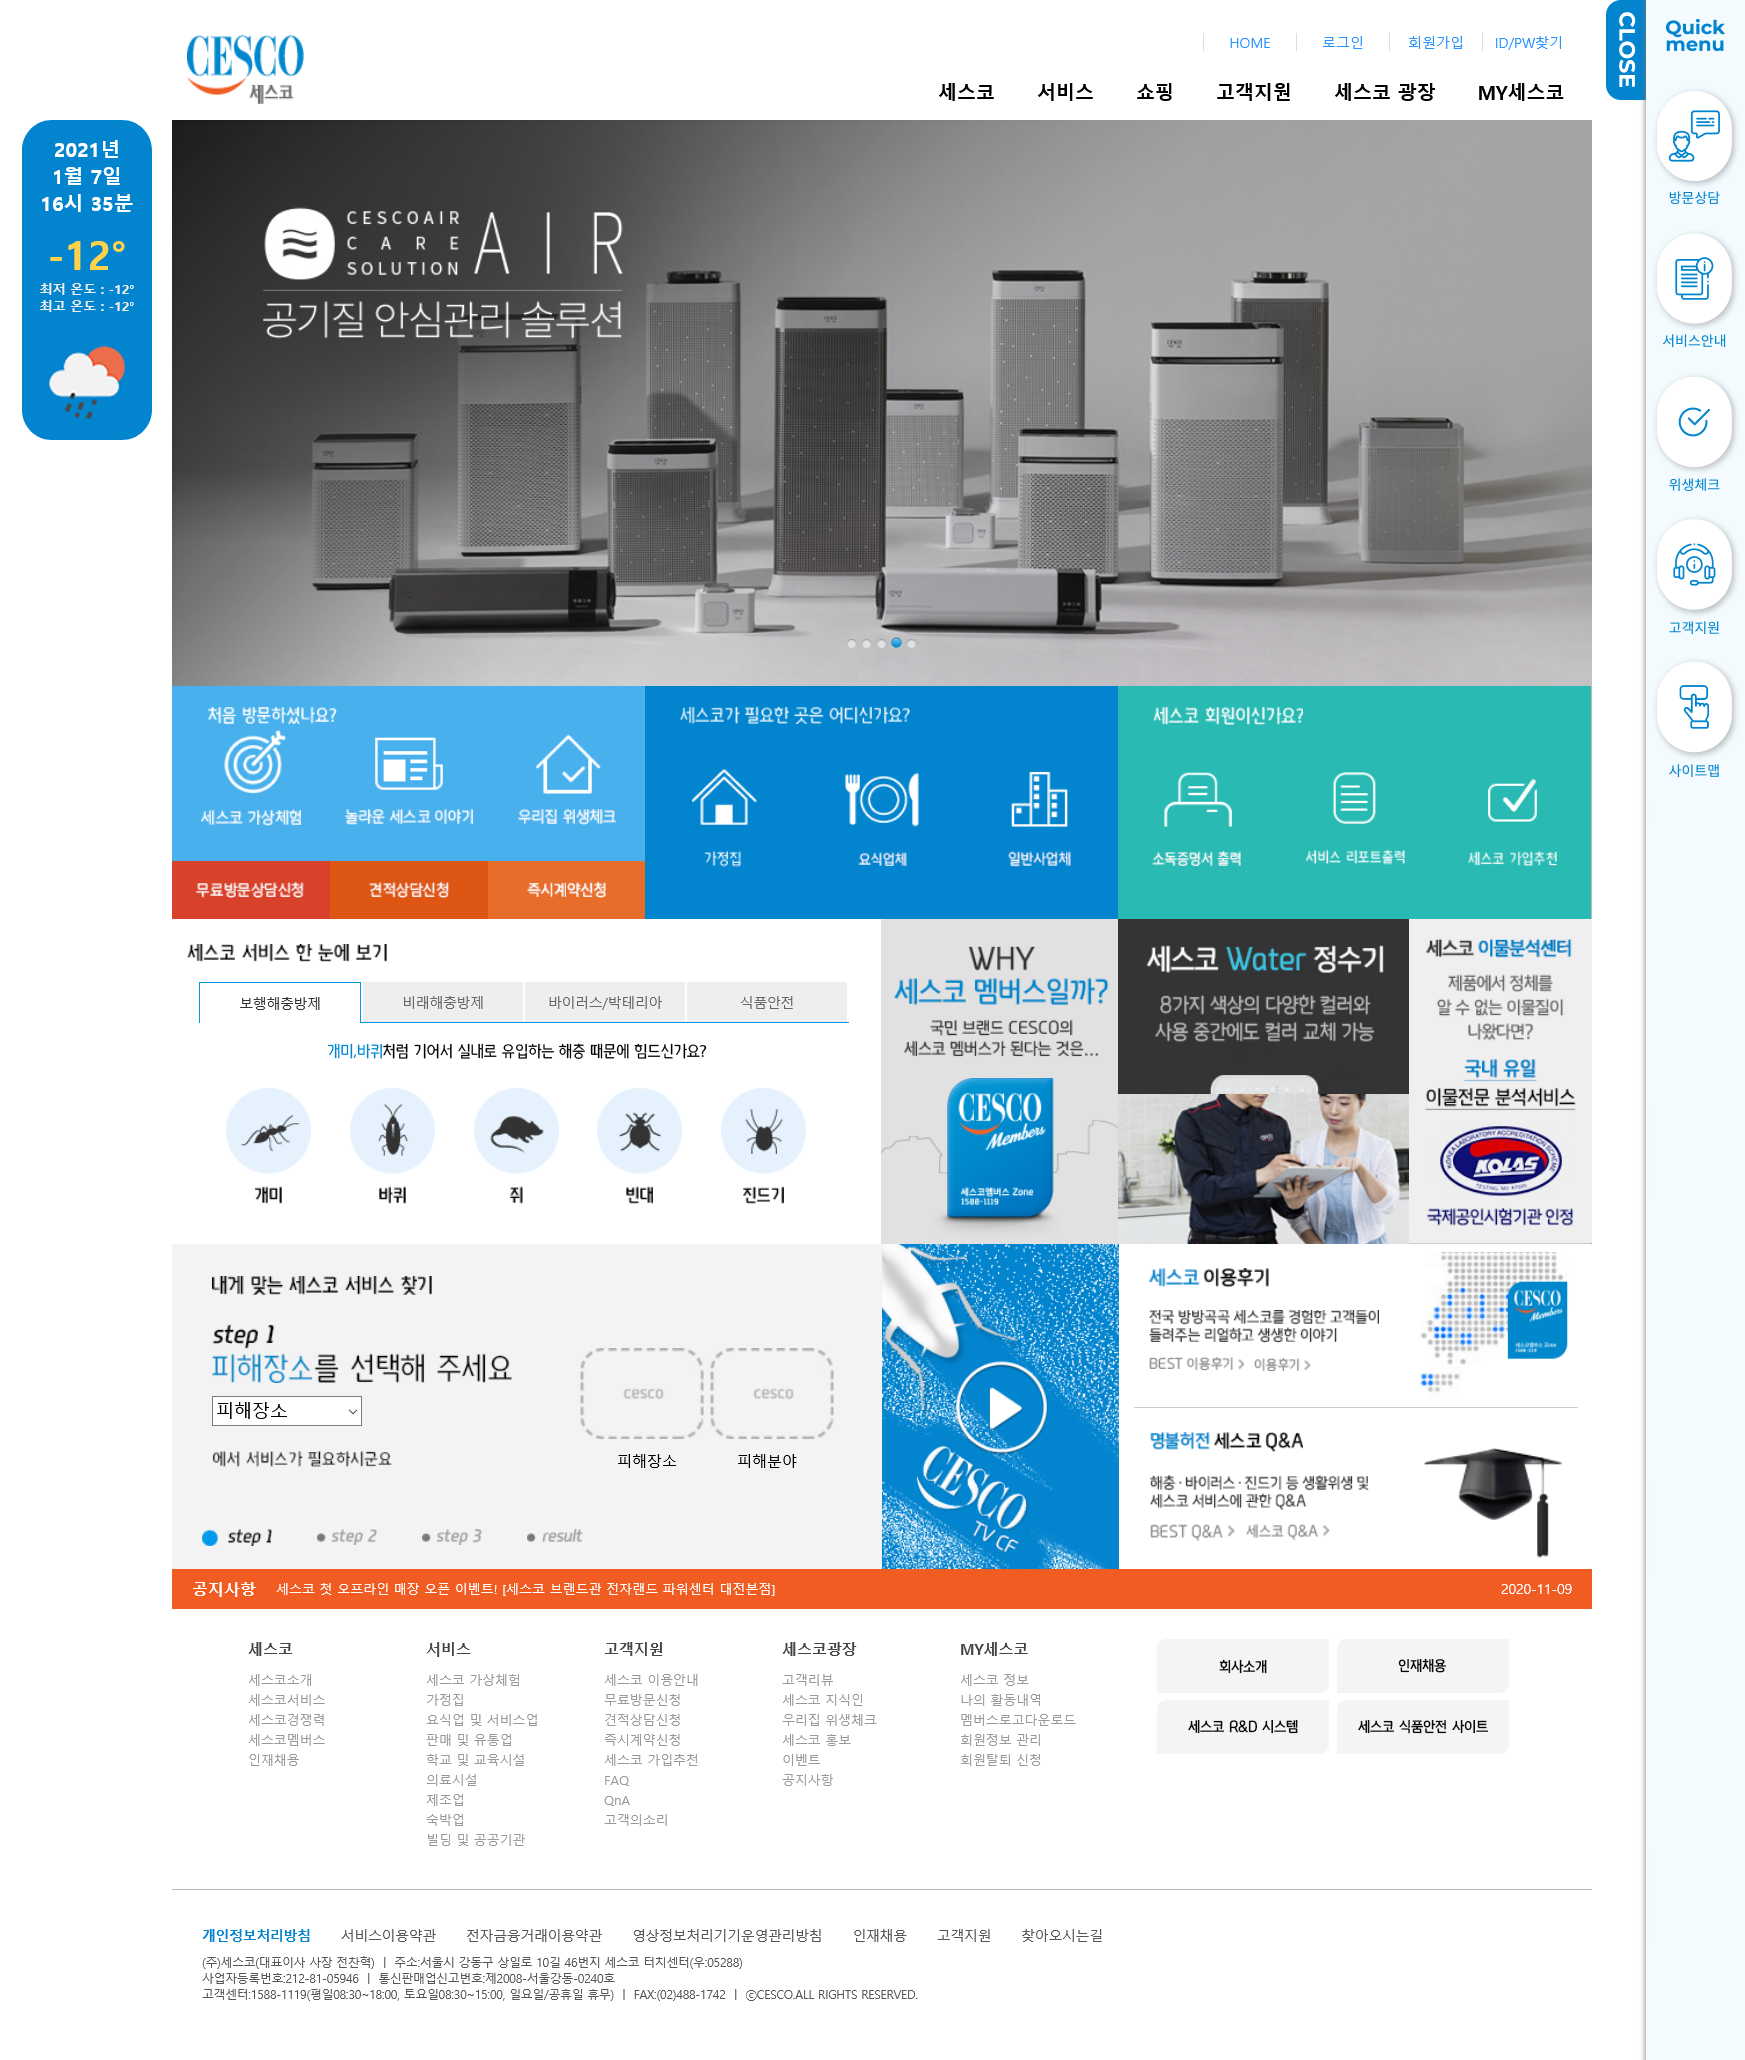 CESCO
세스코
HOME
로그인
회원가입
ID/PW찾기
세스코
서비스
쇼핑
고객지원
세스코 광장
MY세스코
CLOSE
Quick
menu
방문상담
서비스안내
위생체크
고객지원
사이트맵
2021년
1월 7일
16시 35분
-12°
최저 온도 : -12°
최고 온도 : -12°
CESCOAIR
CARE
SOLUTION
AIR
공기질 안심관리 솔루션
처음 방문하셨나요?
세스코 가상체험
놀라운 세스코 이야기
우리집 위생체크
무료방문상담신청
견적상담신청
즉시계약신청
세스코가 필요한 곳은 어디신가요?
가정집
요식업체
일반사업체
세스코 회원이신가요?
소독증명서 출력
서비스 리포트출력
세스코 가입추천
세스코 서비스 한 눈에 보기
보행해충방제
비래해충방제
바이러스/박테리아
식품안전
개미,바퀴처럼 기어서 실내로 유입하는 해충 때문에 힘드신가요?
개미
바퀴
쥐
빈대
진드기
WHY
세스코 멤버스일까?
국민 브랜드 CESCO의
세스코 멤버스가 된다는 것은...
CESCO
Members
세스코멤버스 Zone
1588-1119
세스코 Water 정수기
8가지 색상의 다양한 컬러와
사용 중간에도 컬러 교체 가능
세스코 이물분석센터
제품에서 정체를
알 수 없는 이물질이
나왔다면?
국내 유일
이물전문 분석서비스
KOREA LABORATORY ACCREDITATION SCHEME
KOLAS
국제공인시험기관 인정
내게 맞는 세스코 서비스 찾기
step 1
피해장소를 선택해 주세요
피해장소
에서 서비스가 필요하시군요
cesco
cesco
피해장소
피해분야
step 1
step 2
step 3
result
CESCO
TV CF
세스코 이용후기
전국 방방곡곡 세스코를 경험한 고객들이
들려주는 리얼하고 생생한 이야기
BEST 이용후기 >
이용후기 >
CESCO
Members
세스코멤버스 Zone
명불허전 세스코 Q&A
해충 · 바이러스 · 진드기 등 생활위생 및
세스코 서비스에 관한 Q&A
BEST Q&A >
세스코 Q&A >
공지사항
세스코 첫 오프라인 매장 오픈 이벤트! [세스코 브랜드관 전자랜드 파워센터 대전본점]
2020-11-09
세스코
세스코소개
세스코서비스
세스코경쟁력
세스코멤버스
인재채용
서비스
세스코 가상체험
가정집
요식업 및 서비스업
판매 및 유통업
학교 및 교육시설
의료시설
제조업
숙박업
빌딩 및 공공기관
고객지원
세스코 이용안내
무료방문신청
견적상담신청
즉시계약신청
세스코 가입추천
FAQ
QnA
고객의소리
세스코광장
고객리뷰
세스코 지식인
우리집 위생체크
세스코 홍보
이벤트
공지사항
MY세스코
세스코 정보
나의 활동내역
멤버스로고다운로드
회원정보 관리
회원탈퇴 신청
회사소개
인재채용
세스코 R&D 시스템
세스코 식품안전 사이트
개인정보처리방침
서비스이용약관
전자금융거래이용약관
영상정보처리기기운영관리방침
인재채용
고객지원
찾아오시는길
(주)세스코(대표이사 사장 전찬혁) | 주소:서울시 강동구 상일로 10길 46번지 세스코 터치센터(우:05288)
사업자등록번호:212-81-05946 | 통신판매업신고번호:제2008-서울강동-0240호
고객센터:1588-1119(평일08:30~18:00, 토요일08:30~15:00, 일요일/공휴일 휴무) | FAX:(02)488-1742 | ⓒCESCO.ALL RIGHTS RESERVED.